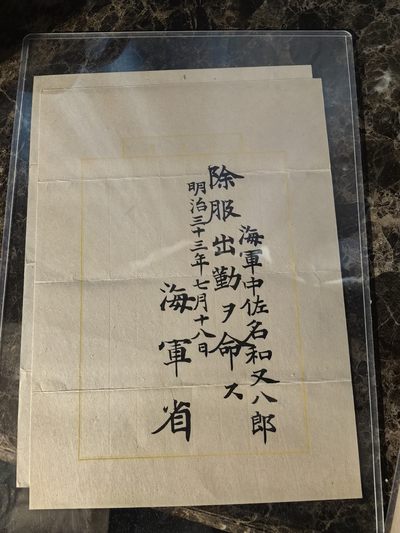 海軍中佐名和又八郎
除服出勤ヲ命ス
明治三十三年七月十八日
海軍省